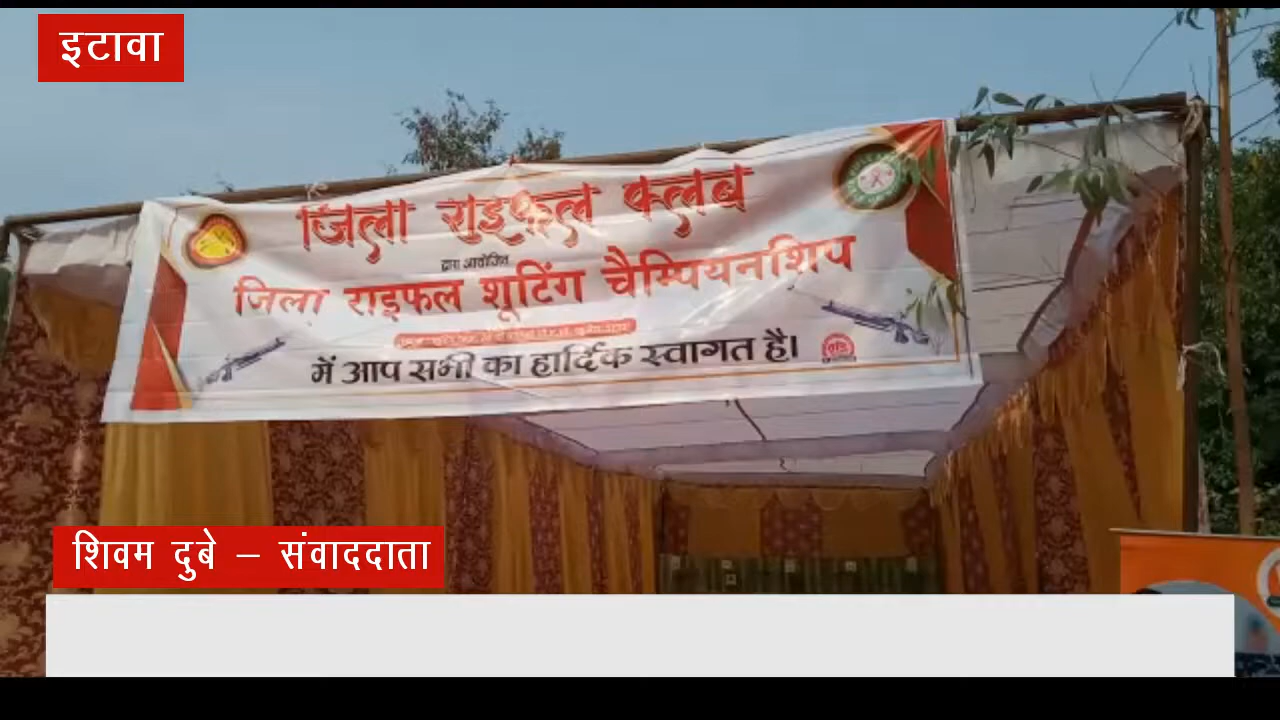 इटावा
जिला राइफल क्लब
द्वारा आयोजित
जिला राइफल शूटिंग चैम्पियनशिप
में आप सभी का हार्दिक स्वागत है।
शिवम दुबे – संवाददाता